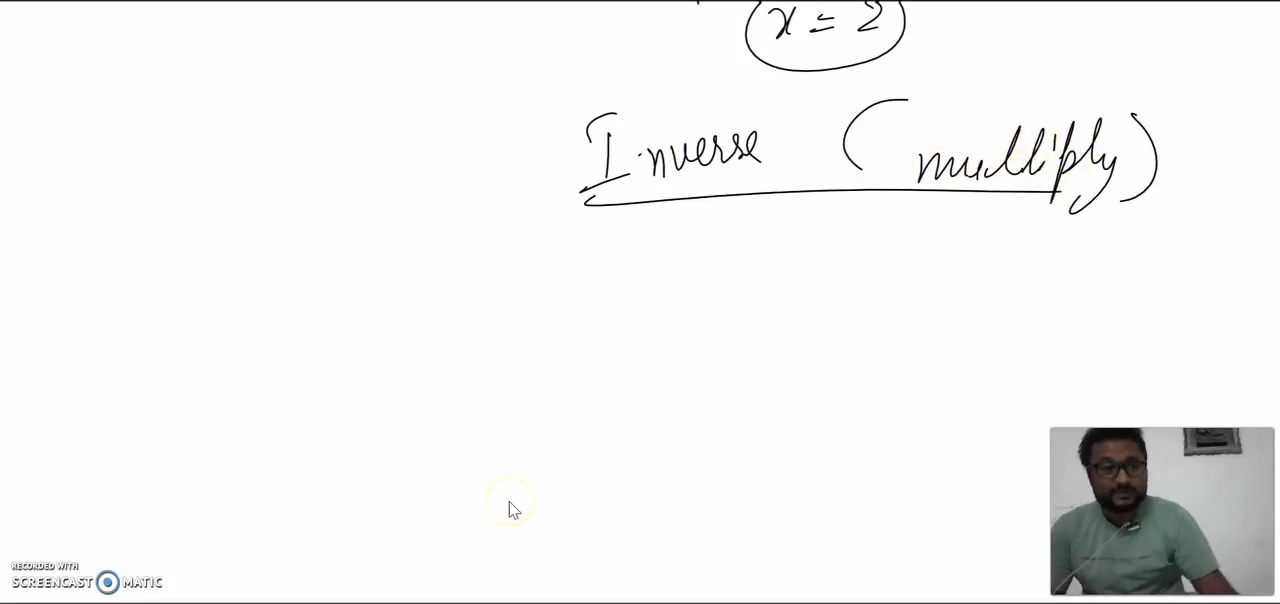 x = 2
Inverse (multiply)
RECORDED WITH
SCREENCAST MATIC